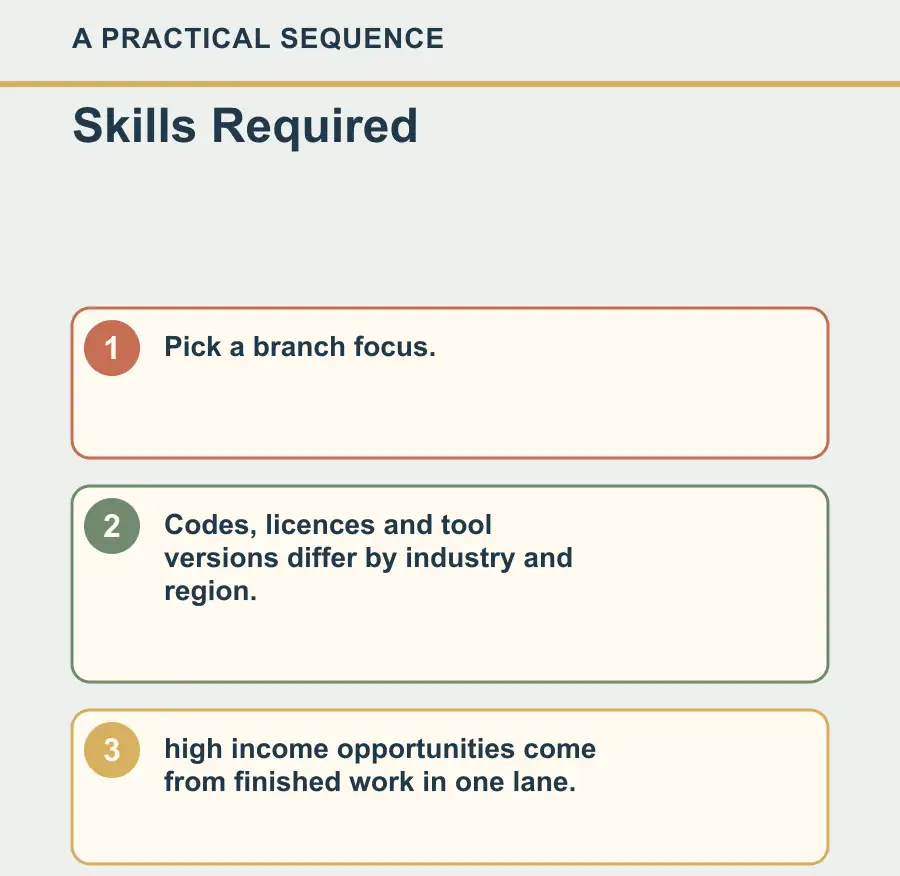 A PRACTICAL SEQUENCE
Skills Required
1
Pick a branch focus.
2
Codes, licences and tool
versions differ by industry and
region.
3
high income opportunities come
from finished work in one lane.